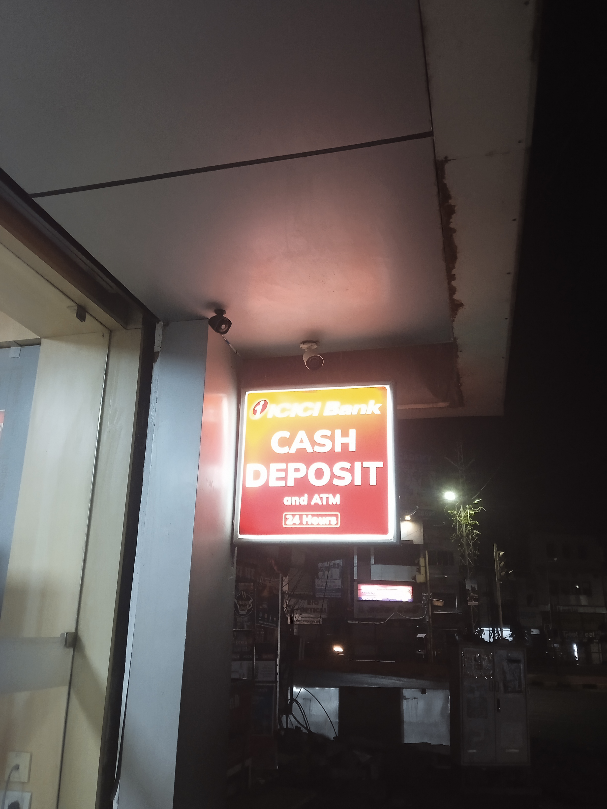 ICICI Bank
CASH
DEPOSIT
and ATM
24 Hours